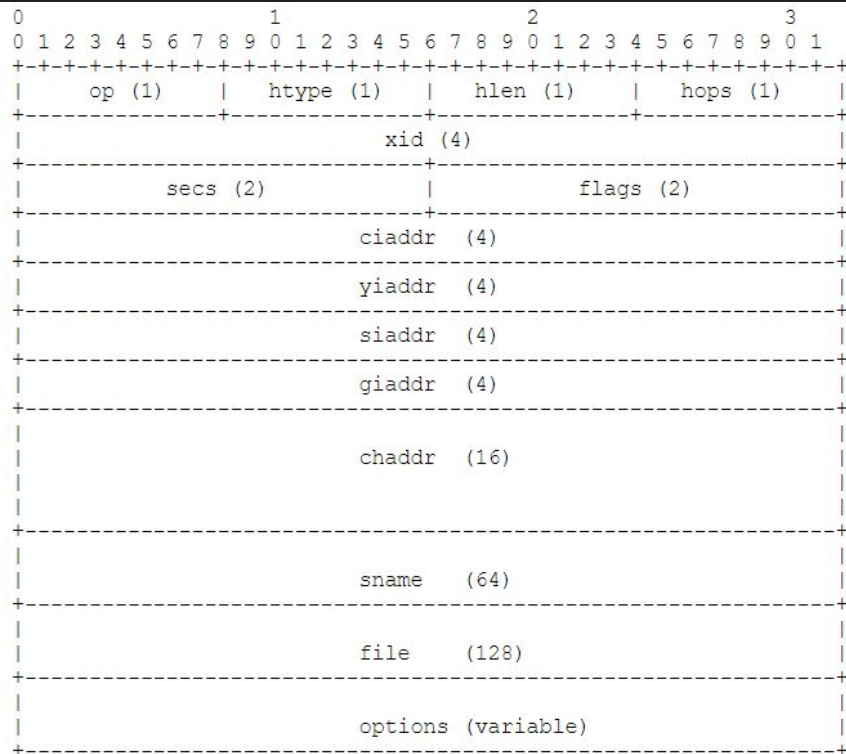 0                   1                   2                   3
0 1 2 3 4 5 6 7 8 9 0 1 2 3 4 5 6 7 8 9 0 1 2 3 4 5 6 7 8 9 0 1
op (1) | htype (1) | hlen (1) | hops (1)
xid (4)
secs (2) | flags (2)
ciaddr (4)
yiaddr (4)
siaddr (4)
giaddr (4)
chaddr (16)
sname (64)
file (128)
options (variable)